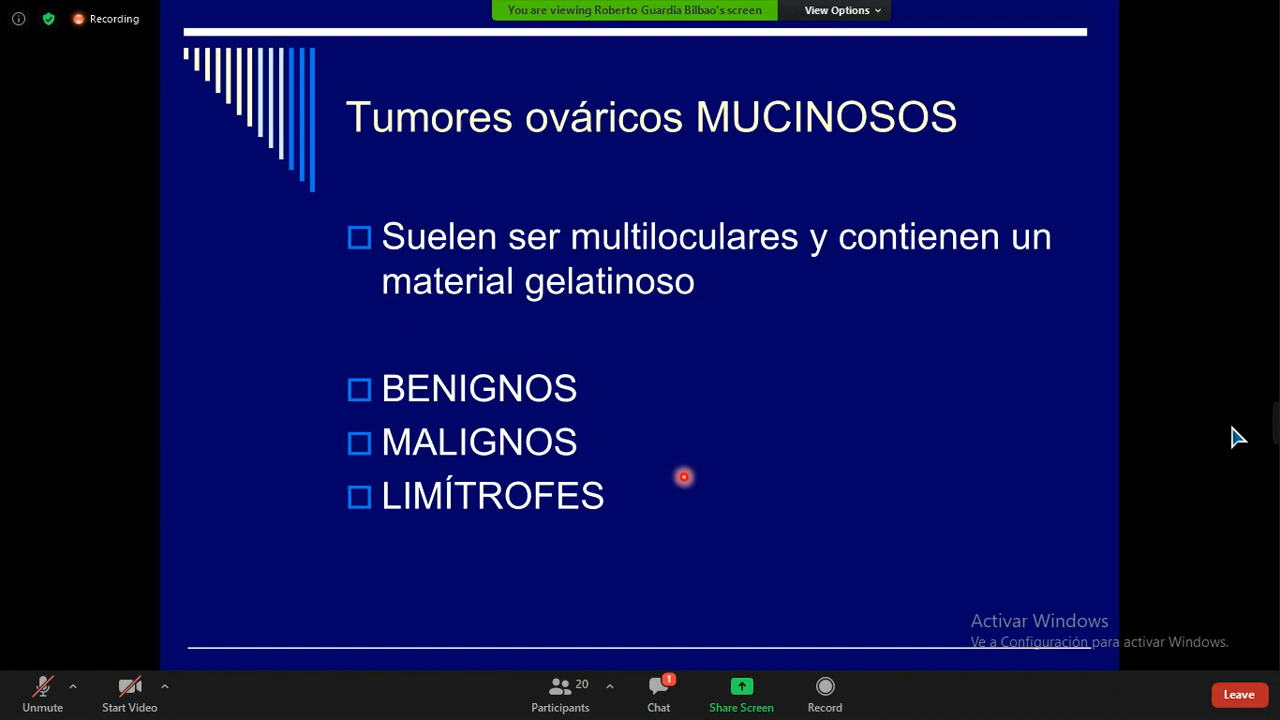 Recording
You are viewing Roberto Guardia Bilbao's screen
View Options
Tumores ováricos MUCINOSOS
Suelen ser multiloculares y contienen un
material gelatinoso
BENIGNOS
MALIGNOS
LIMÍTROFES
Activar Windows
Ve a Configuración para activar Windows.
Unmute
Start Video
20
Participants
1
Chat
Share Screen
Record
Leave